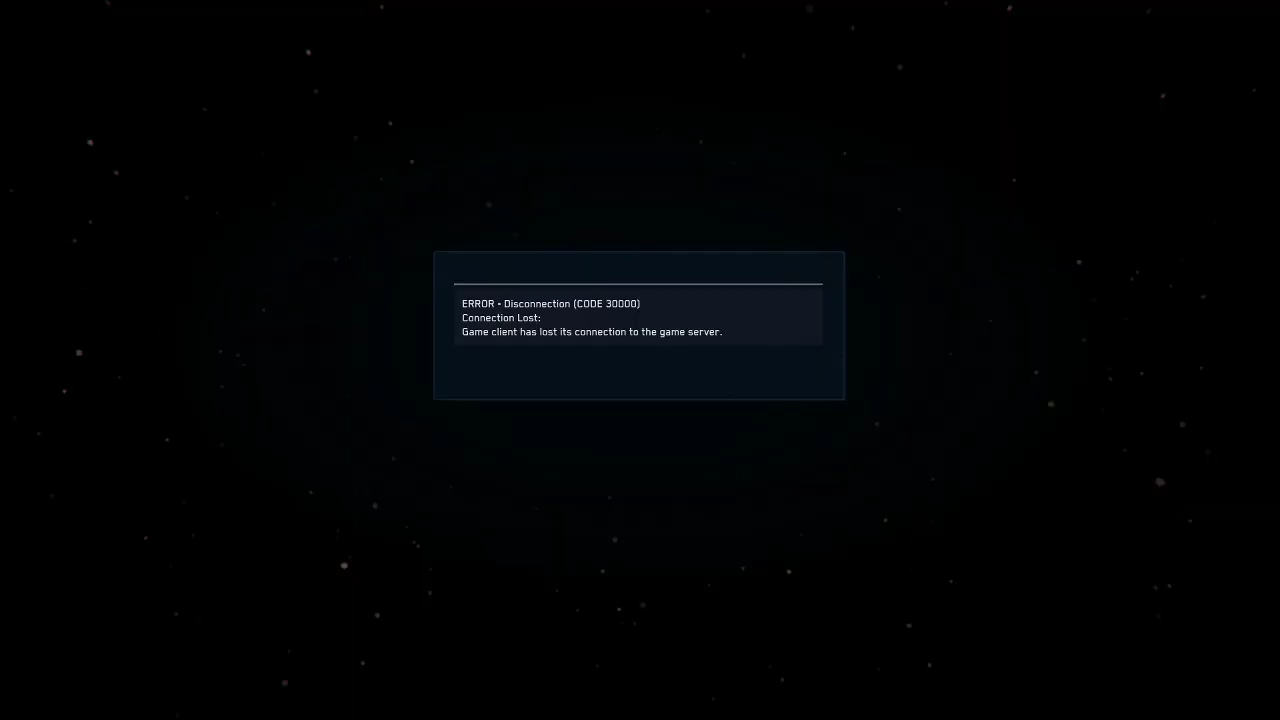 ERROR - Disconnection (CODE 30000)
Connection Lost:
Game client has lost its connection to the game server.